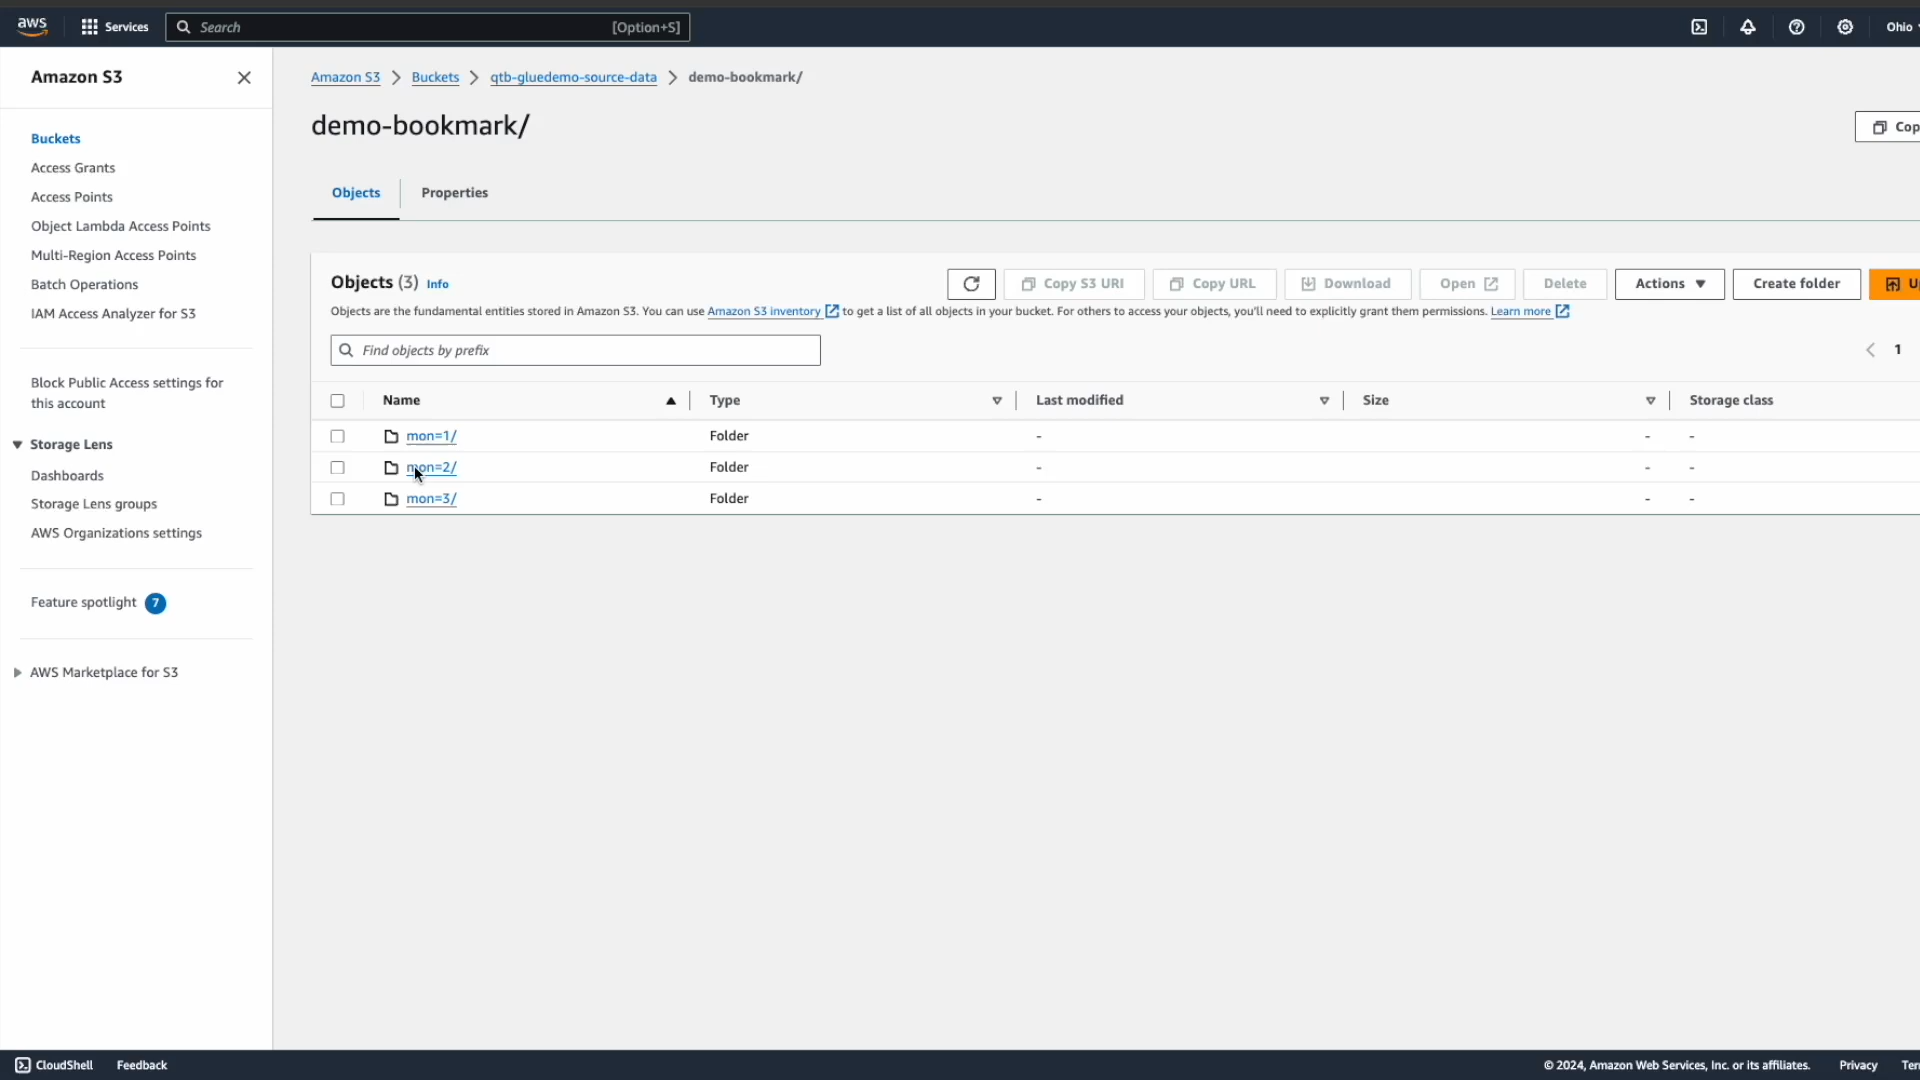 aws
Services
Search
[Option+S]
Ohio
Amazon S3
Buckets
Access Grants
Access Points
Object Lambda Access Points
Multi-Region Access Points
Batch Operations
IAM Access Analyzer for S3
Block Public Access settings for
this account
Storage Lens
Dashboards
Storage Lens groups
AWS Organizations settings
Feature spotlight 7
AWS Marketplace for S3
Amazon S3 > Buckets > qtb-gluedemo-source-data > demo-bookmark/
demo-bookmark/
Cop
Objects Properties
Objects (3) Info
Copy S3 URI Copy URL Download Open Delete Actions Create folder U
Objects are the fundamental entities stored in Amazon S3. You can use Amazon S3 inventory to get a list of all objects in your bucket. For others to access your objects, you'll need to explicitly grant them permissions. Learn more
Find objects by prefix
1
Name Type Last modified Size Storage class
mon=1/ Folder - - -
mon=2/ Folder - - -
mon=3/ Folder - - -
CloudShell Feedback © 2024, Amazon Web Services, Inc. or its affiliates. Privacy Ter